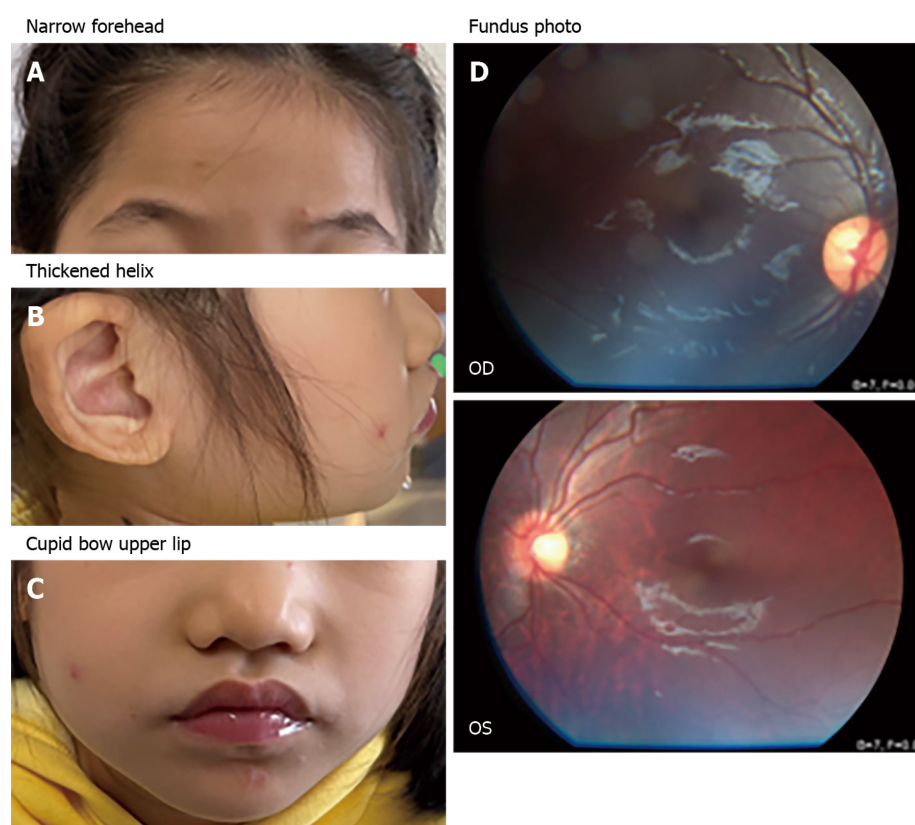 Narrow forehead
A
Thickened helix
B
Cupid bow upper lip
C
Fundus photo
D
OD
OS